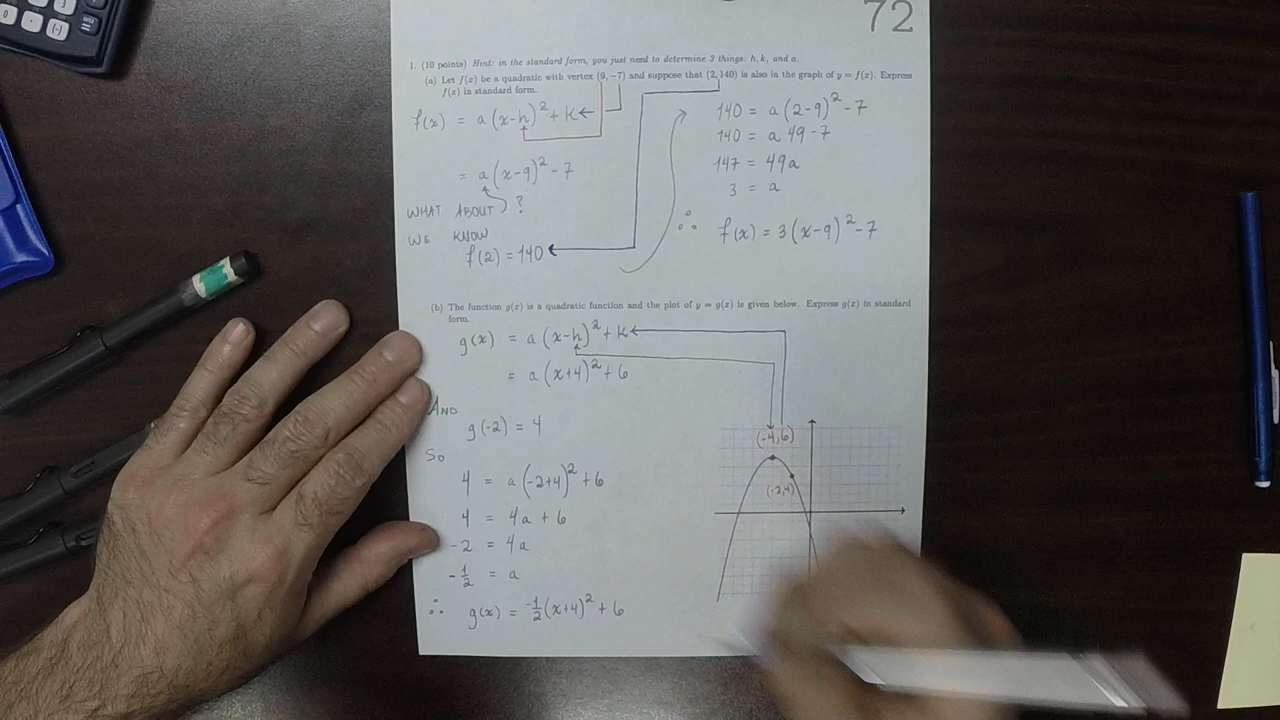 72
1. (10 points) Hint: in the standard form, you just need to determine 3 things: h, k, and a.
(a) Let f(x) be a quadratic with vertex (9, −7) and suppose that (2, 140) is also in the graph of y = f(x). Express
f(x) in standard form.
f(x) = a(x-h)² + k
= a(x-9)² - 7
WHAT ABOUT ?
WE KNOW
f(2) = 140
140 = a(2-9)² - 7
140 = a 49 - 7
147 = 49a
3 = a
∴ f(x) = 3(x-9)² - 7
(b) The function g(x) is a quadratic function and the plot of y = g(x) is given below. Express g(x) in standard
form.
g(x) = a(x-h)² + k
= a(x+4)² + 6
AND
g(-2) = 4
SO
4 = a(-2+4)² + 6
4 = 4a + 6
-2 = 4a
-1/2 = a
∴ g(x) = -1/2(x+4)² + 6
(-4,6)
(-2,4)